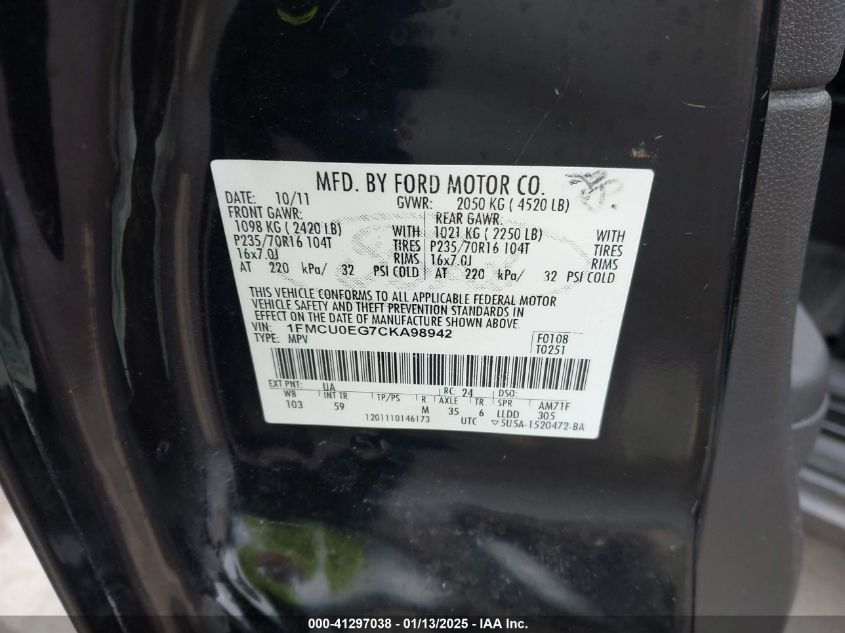 MFD. BY FORD MOTOR CO.
DATE: 10/11 GVWR: 2050 KG ( 4520 LB)
FRONT GAWR: REAR GAWR:
1098 KG ( 2420 LB) WITH 1021 KG ( 2250 LB) WITH
P235/70R16 104T TIRES P235/70R16 104T TIRES
16x7.0J RIMS 16x7.0J RIMS
AT 220 kPa/ 32 PSI COLD AT 220 kPa/ 32 PSI COLD
THIS VEHICLE CONFORMS TO ALL APPLICABLE FEDERAL MOTOR
VEHICLE SAFETY AND THEFT PREVENTION STANDARDS IN
EFFECT ON THE DATE OF MANUFACTURE SHOWN ABOVE.
VIN: 1FMCU0EG7CKA98942 F0108
TYPE: MPV T0251
EXT PNT: UA RC: 24 DSO:
WB INT TR TP/PS R AXLE TR SPR AM71F
103 59 M 35 6 LLDD 305
1201110146173 UTC ▽5U5A-1520472-BA
000-41297038 - 01/13/2025 - IAA Inc.